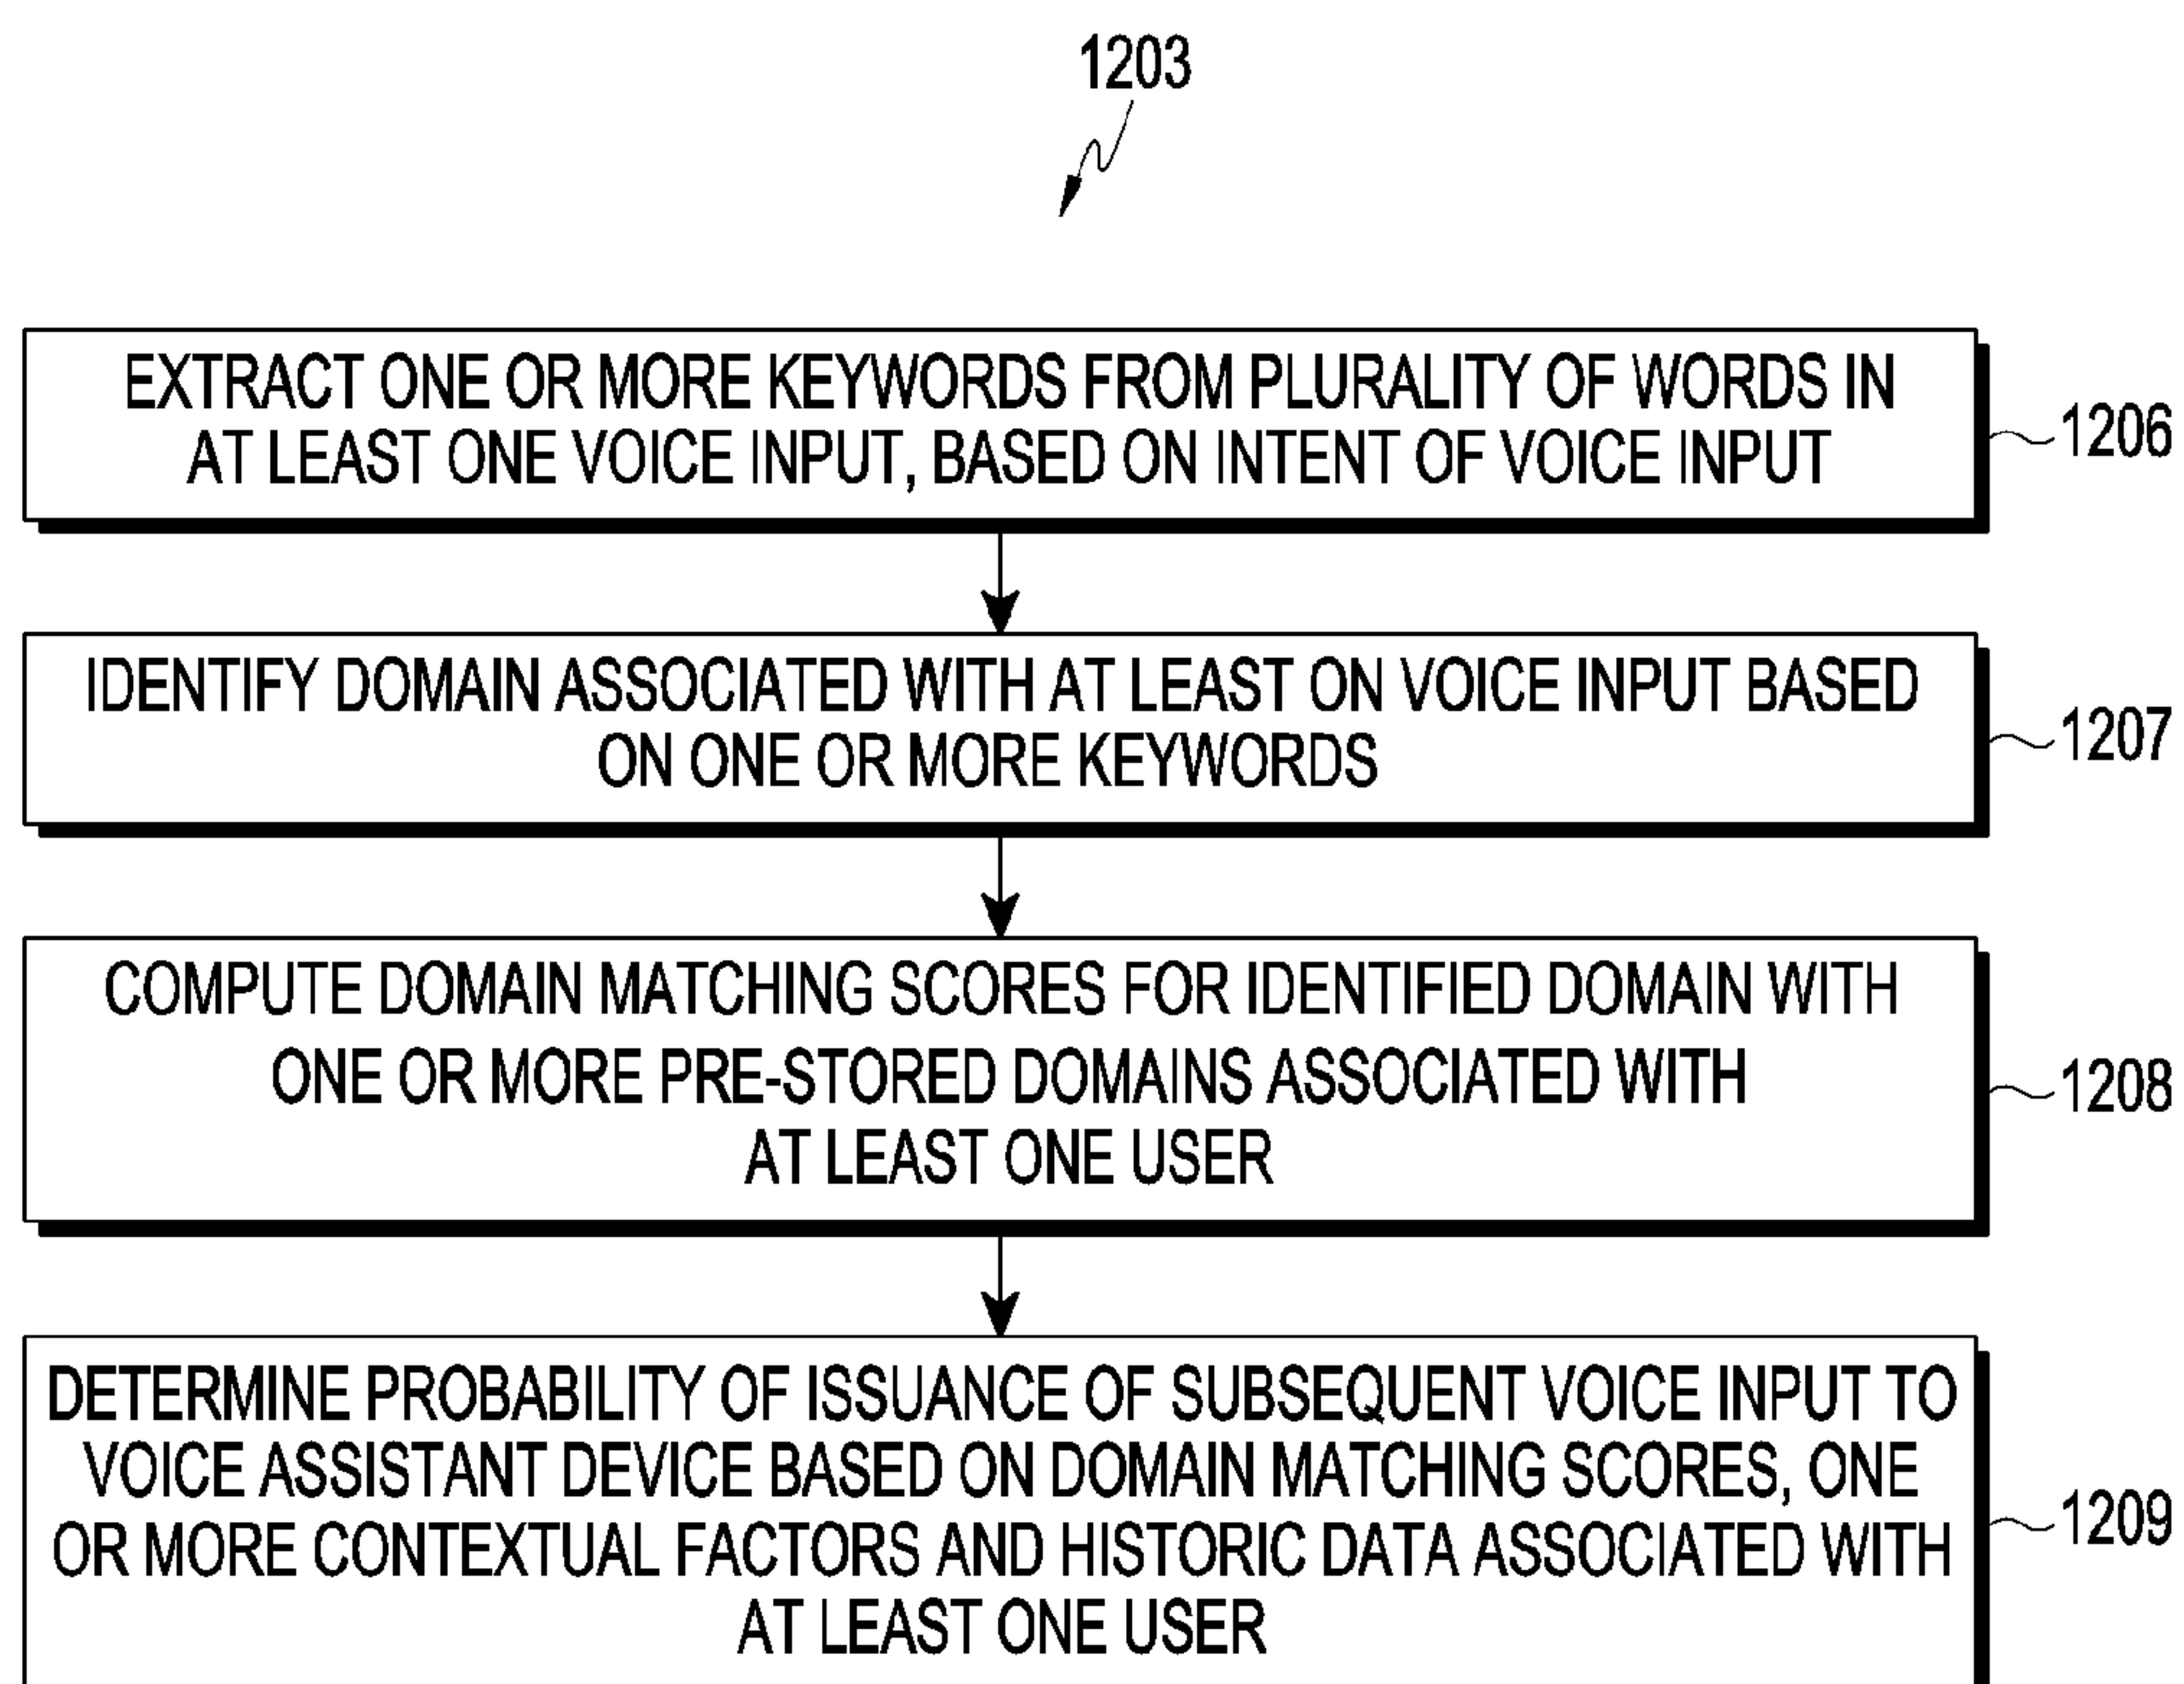 1203
EXTRACT ONE OR MORE KEYWORDS FROM PLURALITY OF WORDS IN
AT LEAST ONE VOICE INPUT, BASED ON INTENT OF VOICE INPUT
1206
IDENTIFY DOMAIN ASSOCIATED WITH AT LEAST ON VOICE INPUT BASED
ON ONE OR MORE KEYWORDS
1207
COMPUTE DOMAIN MATCHING SCORES FOR IDENTIFIED DOMAIN WITH
ONE OR MORE PRE-STORED DOMAINS ASSOCIATED WITH
AT LEAST ONE USER
1208
DETERMINE PROBABILITY OF ISSUANCE OF SUBSEQUENT VOICE INPUT TO
VOICE ASSISTANT DEVICE BASED ON DOMAIN MATCHING SCORES, ONE
OR MORE CONTEXTUAL FACTORS AND HISTORIC DATA ASSOCIATED WITH
AT LEAST ONE USER
1209